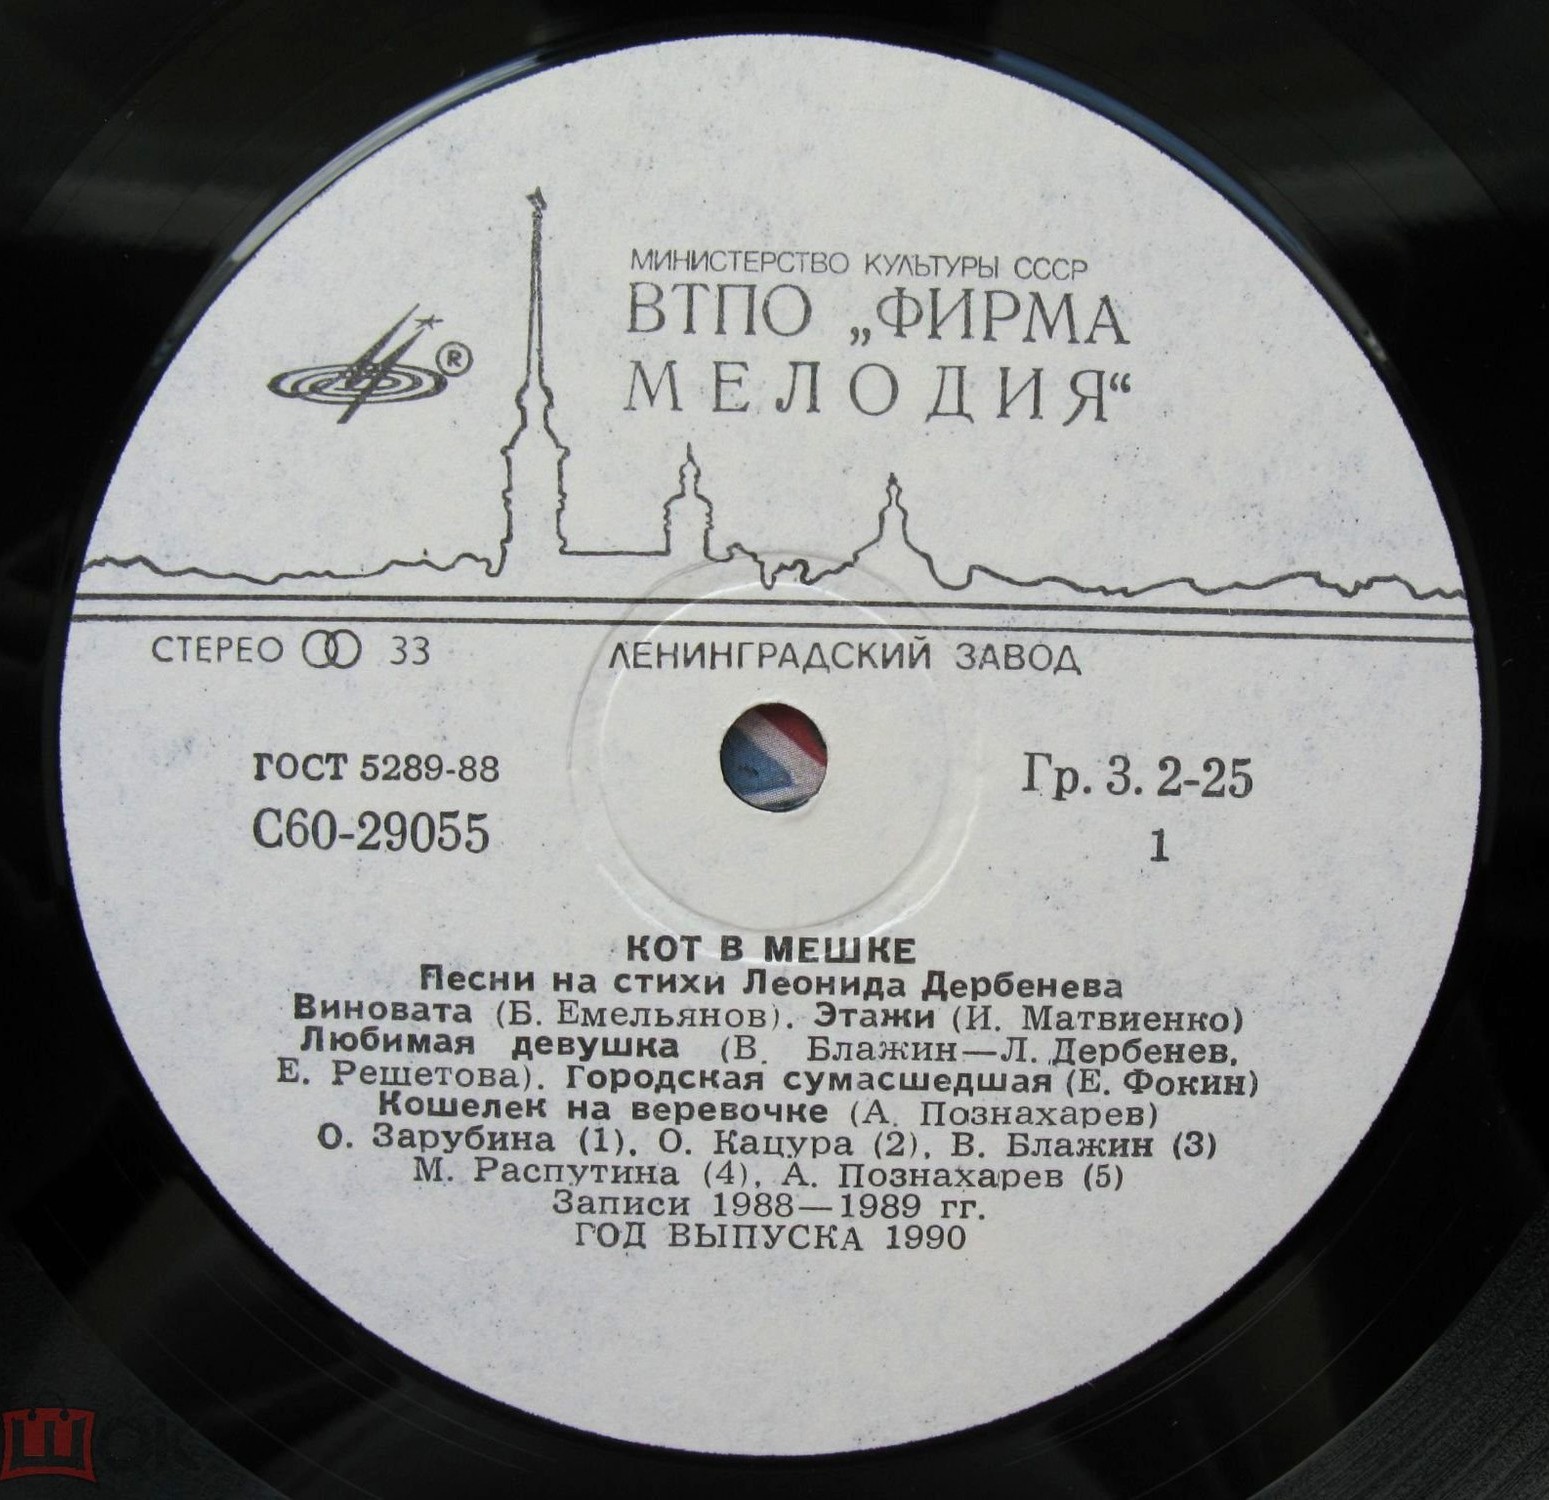 МИНИСТЕРСТВО КУЛЬТУРЫ СССР
ВТПО „ФИРМА
МЕЛОДИЯ“
®
СТЕРЕО 33
ЛЕНИНГРАДСКИЙ ЗАВОД
ГОСТ 5289-88
Гр. 3. 2-25
С60-29055
1
КОТ В МЕШКЕ
Песни на стихи Леонида Дербенева
Виновата (Б. Емельянов). Этажи (И. Матвиенко)
Любимая девушка (В. Блажин—Л. Дербенев,
Е. Решетова). Городская сумасшедшая (Е. Фокин)
Кошелек на веревочке (А. Познахарев)
О. Зарубина (1), О. Кацура (2), В. Блажин (3)
М. Распутина (4), А. Познахарев (5)
Записи 1988—1989 гг.
ГОД ВЫПУСКА 1990
шок